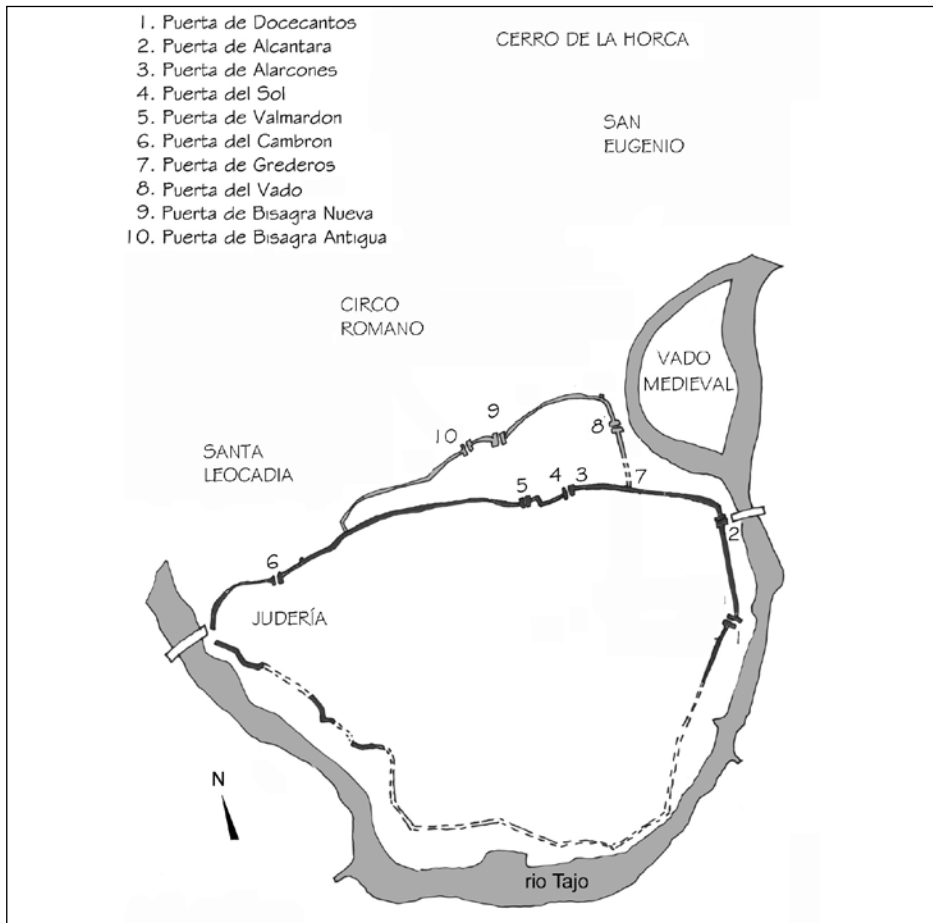 1. Puerta de Docecantos
2. Puerta de Alcantara
3. Puerta de Alarcones
4. Puerta del Sol
5. Puerta de Valmardon
6. Puerta del Cambron
7. Puerta de Grederos
8. Puerta del Vado
9. Puerta de Bisagra Nueva
10. Puerta de Bisagra Antigua
CERRO DE LA HORCA
SAN
EUGENIO
CIRCO
ROMANO
VADO
MEDIEVAL
SANTA
LEOCADIA
9
10
8
5
4
3
7
2
6
JUDERÍA
N
rio Tajo